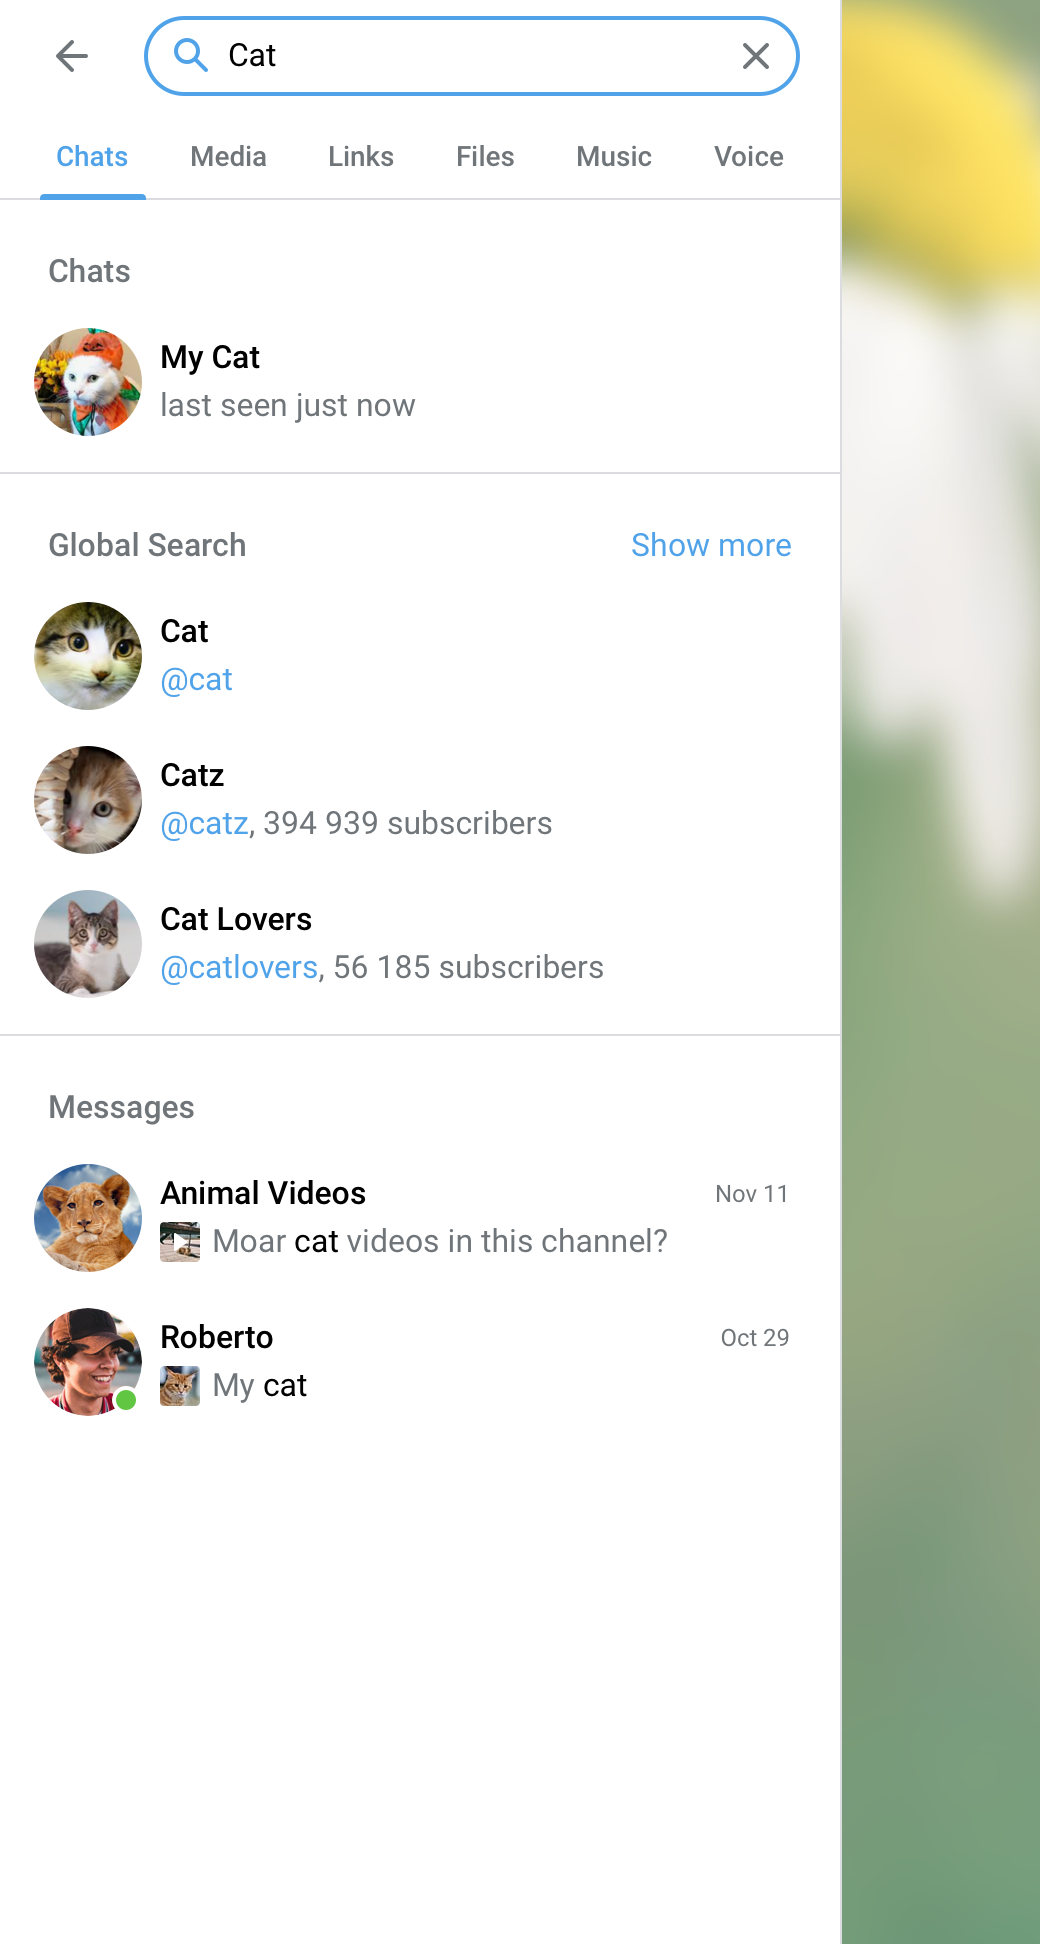 Cat
Chats Media Links Files Music Voice
Chats
My Cat
last seen just now
Global Search Show more
Cat
@cat
Catz
@catz, 394 939 subscribers
Cat Lovers
@catlovers, 56 185 subscribers
Messages
Animal Videos Nov 11
Moar cat videos in this channel?
Roberto Oct 29
My cat